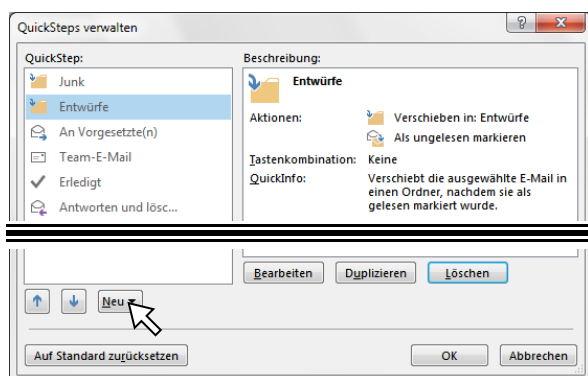 QuickSteps verwalten
QuickStep:
Junk
Entwürfe
An Vorgesetzte(n)
Team-E-Mail
Erledigt
Antworten und lösc...
Beschreibung:
Entwürfe
Aktionen:
Verschieben in: Entwürfe
Als ungelesen markieren
Tastenkombination: Keine
QuickInfo: Verschiebt die ausgewählte E-Mail in
einen Ordner, nachdem sie als
gelesen markiert wurde.
Bearbeiten Duplizieren Löschen
Neu
Auf Standard zurücksetzen OK Abbrechen